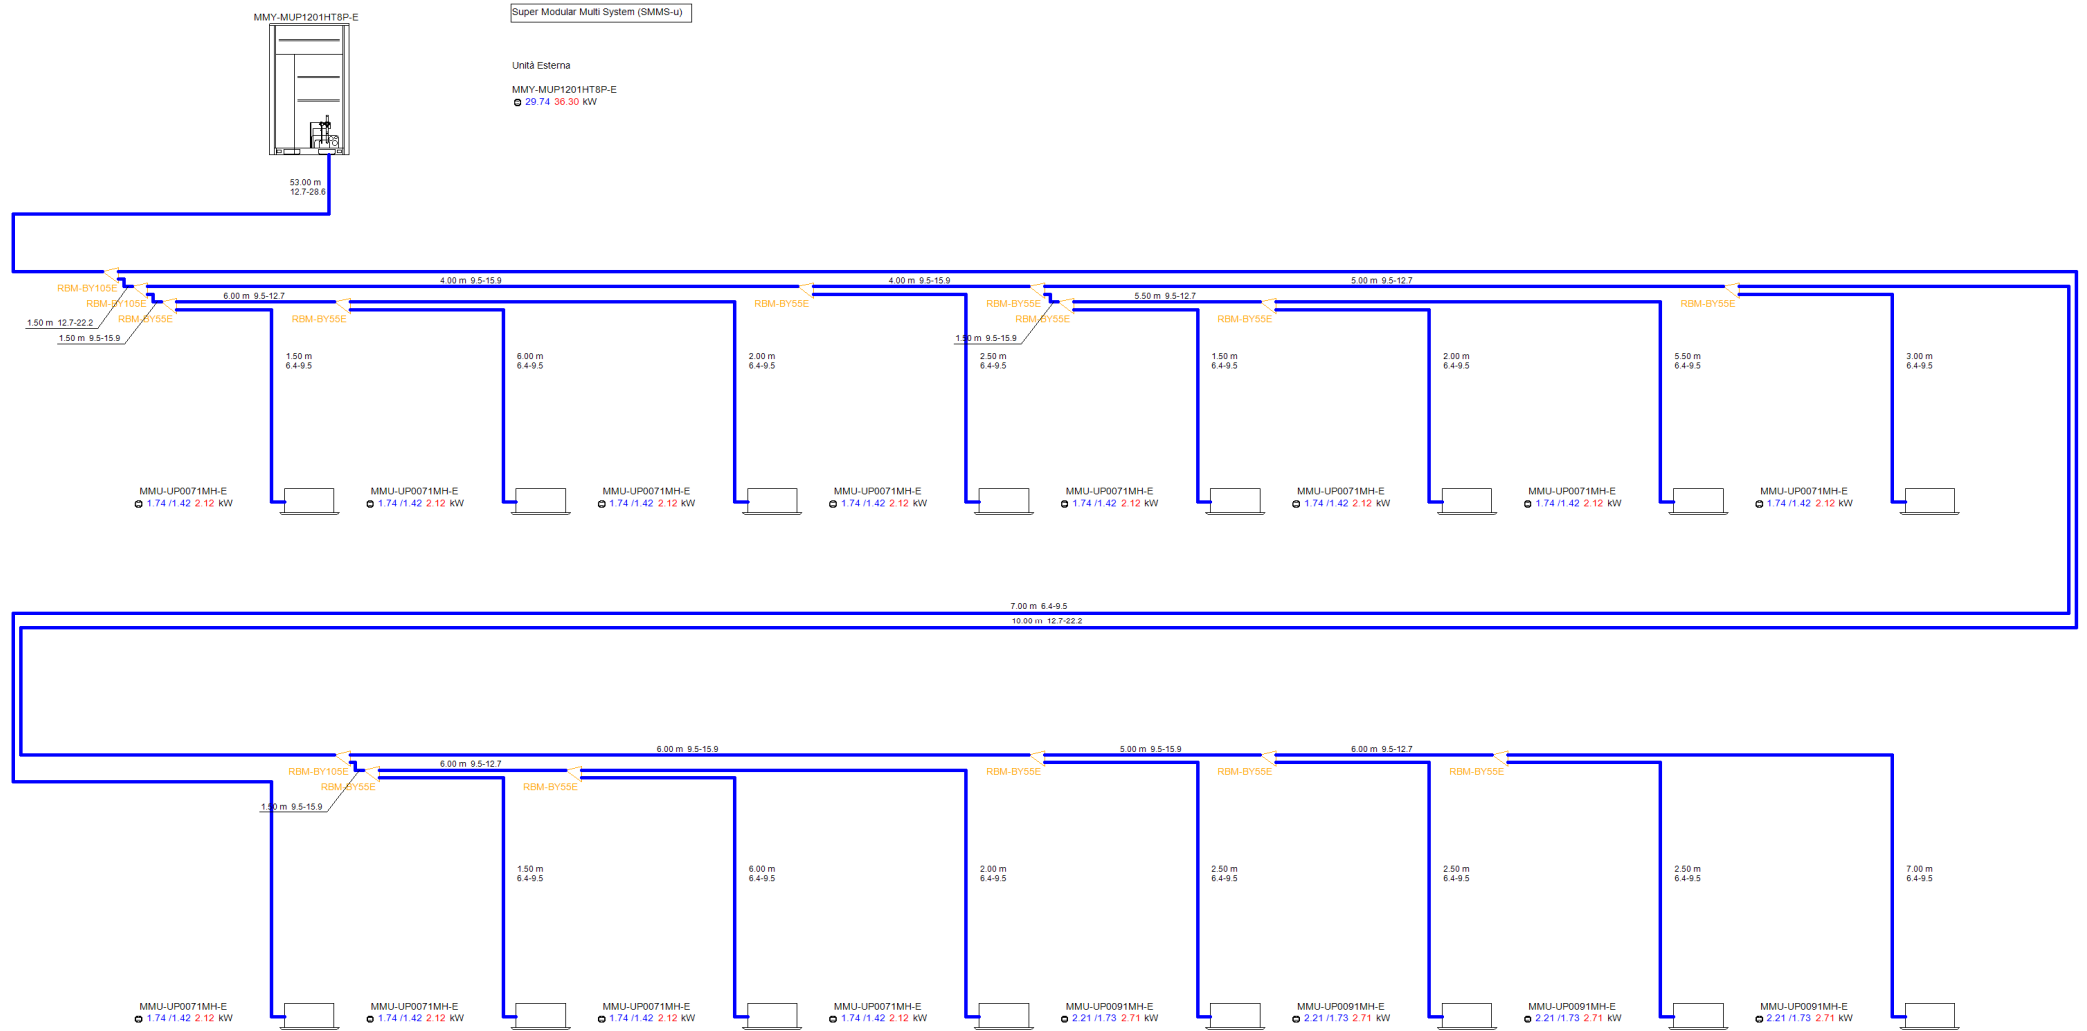 MMY-MUP1201HT8P-E
Super Modular Multi System (SMMS-u)
Unità Esterna
MMY-MUP1201HT8P-E
29.74 36.30 kW
53.00 m
12.7-28.6
RBM-BY105E
4.00 m 9.5-15.9
4.00 m 9.5-15.9
5.00 m 9.5-12.7
RBM-BY105E
6.00 m 9.5-12.7
RBM-BY55E
RBM-BY55E
5.50 m 9.5-12.7
RBM-BY55E
RBM-BY55E
RBM-BY55E
RBM-BY55E
RBM-BY55E
1.50 m 12.7-22.2
1.50 m 9.5-15.9
1.50 m 9.5-15.9
1.50 m
6.4-9.5
6.00 m
6.4-9.5
2.00 m
6.4-9.5
2.50 m
6.4-9.5
1.50 m
6.4-9.5
2.00 m
6.4-9.5
5.50 m
6.4-9.5
3.00 m
6.4-9.5
MMU-UP0071MH-E
1.74 /1.42 2.12 kW
MMU-UP0071MH-E
1.74 /1.42 2.12 kW
MMU-UP0071MH-E
1.74 /1.42 2.12 kW
MMU-UP0071MH-E
1.74 /1.42 2.12 kW
MMU-UP0071MH-E
1.74 /1.42 2.12 kW
MMU-UP0071MH-E
1.74 /1.42 2.12 kW
MMU-UP0071MH-E
1.74 /1.42 2.12 kW
MMU-UP0071MH-E
1.74 /1.42 2.12 kW
7.00 m 6.4-9.5
10.00 m 12.7-22.2
6.00 m 9.5-15.9
5.00 m 9.5-15.9
6.00 m 9.5-12.7
RBM-BY105E
6.00 m 9.5-12.7
RBM-BY55E
RBM-BY55E
RBM-BY55E
RBM-BY55E
RBM-BY55E
1.50 m 9.5-15.9
1.50 m
6.4-9.5
6.00 m
6.4-9.5
2.00 m
6.4-9.5
2.50 m
6.4-9.5
2.50 m
6.4-9.5
2.50 m
6.4-9.5
7.00 m
6.4-9.5
MMU-UP0071MH-E
1.74 /1.42 2.12 kW
MMU-UP0071MH-E
1.74 /1.42 2.12 kW
MMU-UP0071MH-E
1.74 /1.42 2.12 kW
MMU-UP0071MH-E
1.74 /1.42 2.12 kW
MMU-UP0091MH-E
2.21 /1.73 2.71 kW
MMU-UP0091MH-E
2.21 /1.73 2.71 kW
MMU-UP0091MH-E
2.21 /1.73 2.71 kW
MMU-UP0091MH-E
2.21 /1.73 2.71 kW